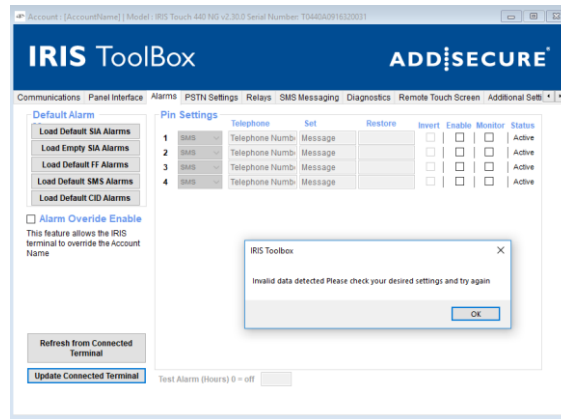 Account : [AccountName] | Model : IRIS Touch 440 NG v2.30.0 Serial Number: T0440A0916320031
IRIS ToolBox
ADDSECURE
Communications Panel Interface Alarms PSTN Settings Relays SMS Messaging Diagnostics Remote Touch Screen Additional Setti
Default Alarm
Pin Settings
Telephone Set Restore Invert Enable Monitor Status
Load Default SIA Alarms
Load Empty SIA Alarms
Load Default FF Alarms
Load Default SMS Alarms
Load Default CID Alarms
1 SMS Telephone Numb Message Active
2 SMS Telephone Numb Message Active
3 SMS Telephone Numb Message Active
4 SMS Telephone Numb Message Active
Alarm Overide Enable
This feature allows the IRIS
terminal to override the Account
Name
IRIS Toolbox
Invalid data detected Please check your desired settings and try again
OK
Refresh from Connected
Terminal
Update Connected Terminal
Test Alarm (Hours) 0 = off